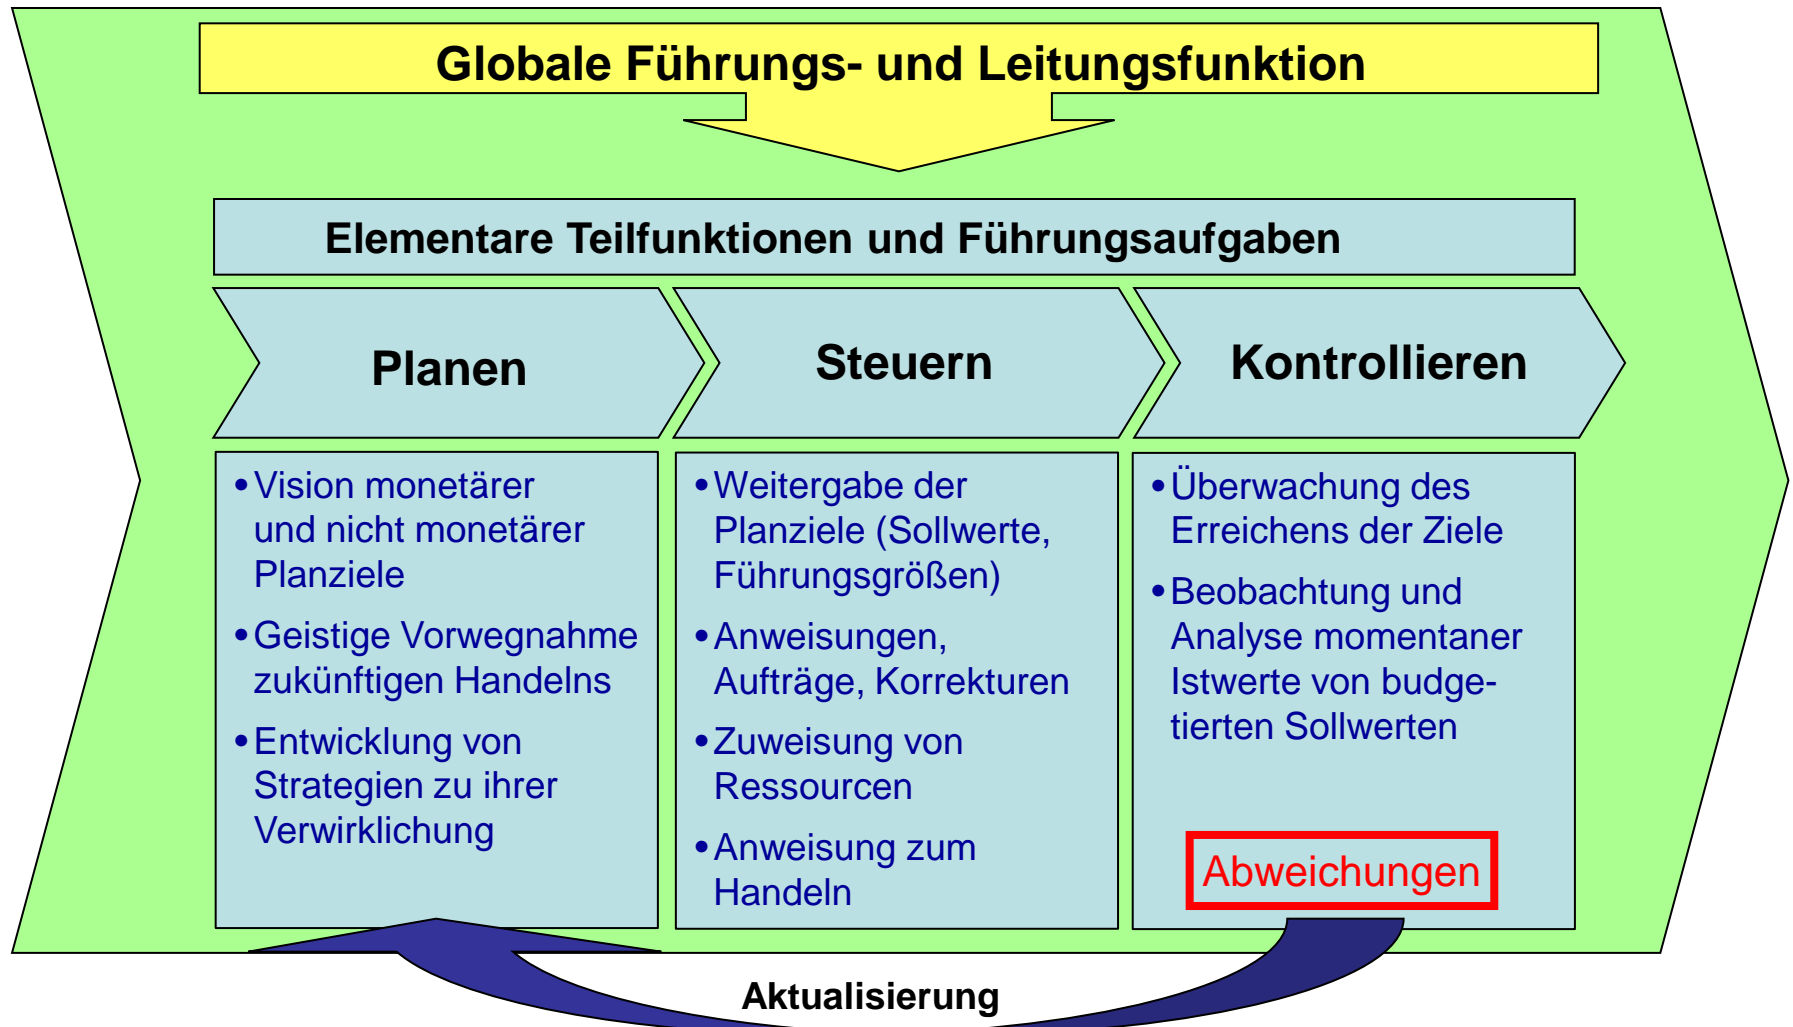 Globale Führungs- und Leitungsfunktion
Elementare Teilfunktionen und Führungsaufgaben
Planen
•Vision monetärer
und nicht monetärer
Planziele
•Geistige Vorwegnahme
zukünftigen Handelns
•Entwicklung von
Strategien zu ihrer
Verwirklichung
Steuern
•Weitergabe der
Planziele (Sollwerte,
Führungsgrößen)
•Anweisungen,
Aufträge, Korrekturen
•Zuweisung von
Ressourcen
•Anweisung zum
Handeln
Kontrollieren
•Überwachung des
Erreichens der Ziele
•Beobachtung und
Analyse momentaner
Istwerte von budge-
tierten Sollwerten
Abweichungen
Aktualisierung